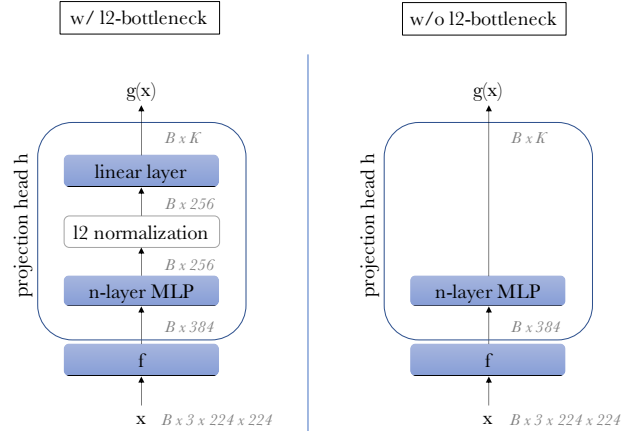 w/ l2-bottleneck
g(x)
B x K
linear layer
B x 256
l2 normalization
B x 256
n-layer MLP
B x 384
f
x B x 3 x 224 x 224
projection head h
w/o l2-bottleneck
g(x)
B x K
n-layer MLP
B x 384
f
x B x 3 x 224 x 224
projection head h